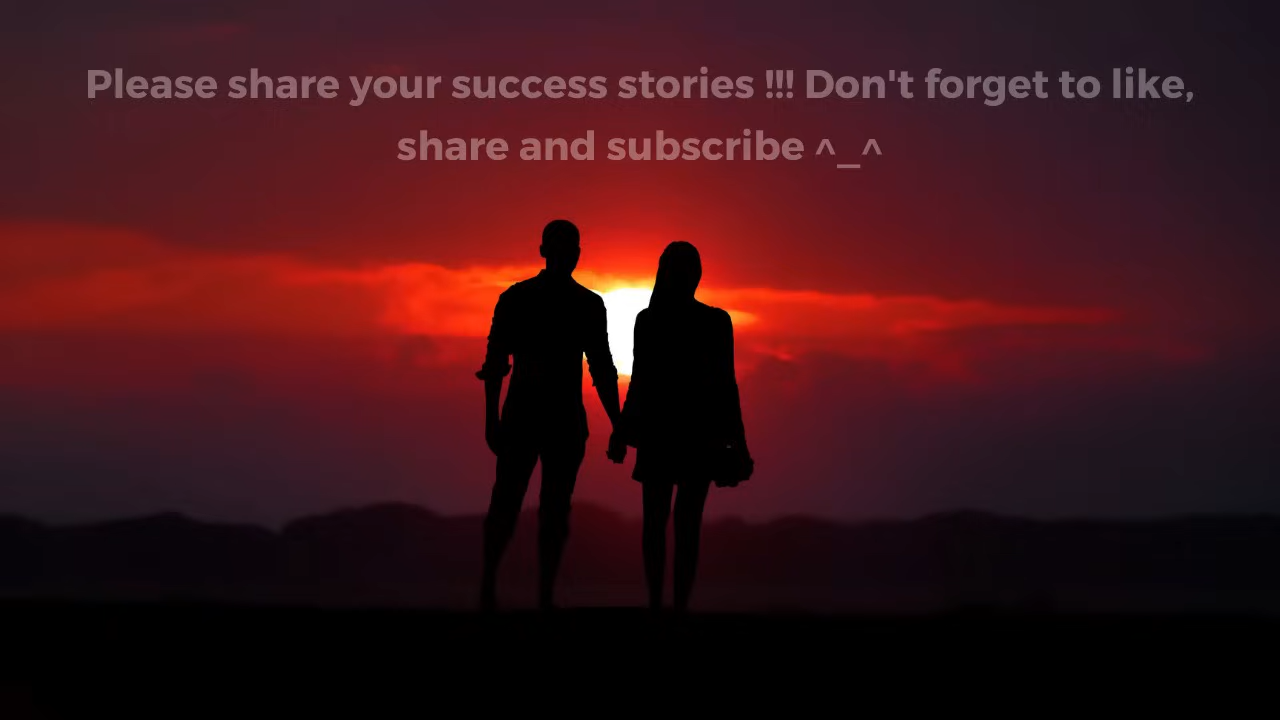 Please share your success stories !!! Don't forget to like,
share and subscribe ^_^